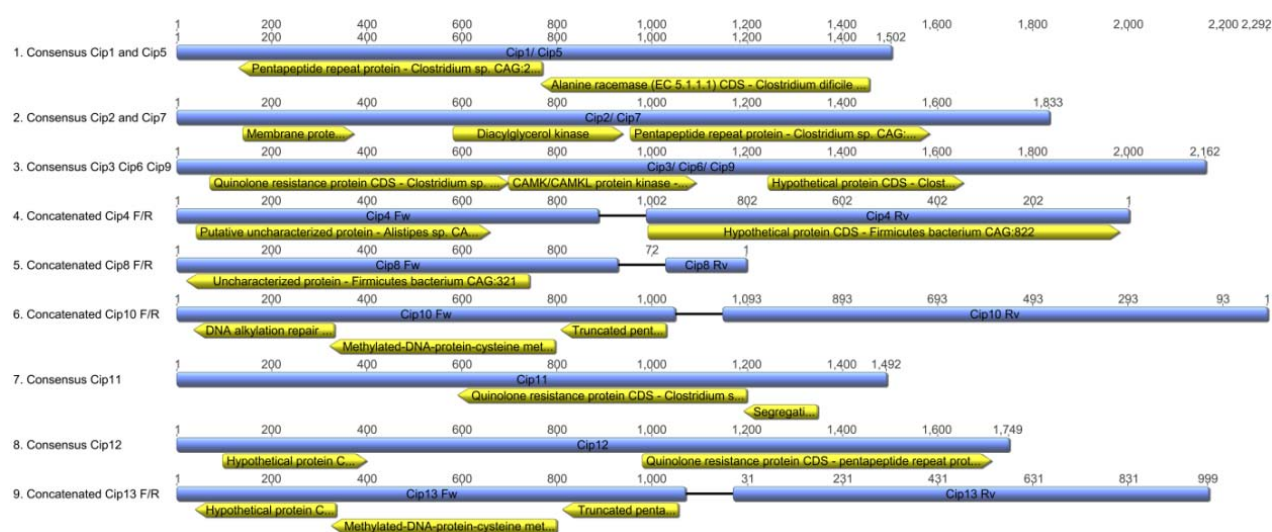 1 200 400 600 800 1,000 1,200 1,400 1,600 1,800 2,000 2,200 2,292
1 200 400 600 800 1,000 1,200 1,400 1,502
1. Consensus Cip1 and Cip5 Cip1/ Cip5
Pentapeptide repeat protein - Clostridium sp. CAG:2...
Alanine racemase (EC 5.1.1.1) CDS - Clostridium dificile ...
1 200 400 600 800 1,000 1,200 1,400 1,600 1,833
2. Consensus Cip2 and Cip7 Cip2/ Cip7
Membrane prote... Diacylglycerol kinase Pentapeptide repeat protein - Clostridium sp. CAG:...
1 200 400 600 800 1,000 1,200 1,400 1,600 1,800 2,000 2,162
3. Consensus Cip3 Cip6 Cip9 Cip3/ Cip6/ Cip9
Quinolone resistance protein CDS - Clostridium sp. ... CAMK/CAMKL protein kinase -... Hypothetical protein CDS - Clost...
1 200 400 600 800 1,002 802 602 402 202 1
4. Concatenated Cip4 F/R Cip4 Fw Cip4 Rv
Putative uncharacterized protein - Alistipes sp. CA... Hypothetical protein CDS - Firmicutes bacterium CAG:822
1 200 400 600 800 72 1
5. Concatenated Cip8 F/R Cip8 Fw Cip8 Rv
Uncharacterized protein - Firmicutes bacterium CAG:321
1 200 400 600 800 1,000 1,093 893 693 493 293 93 1
6. Concatenated Cip10 F/R Cip10 Fw Cip10 Rv
DNA alkylation repair ... Truncated pent...
Methylated-DNA-protein-cysteine met...
1 200 400 600 800 1,000 1,200 1,400 1,492
7. Consensus Cip11 Cip11
Quinolone resistance protein CDS - Clostridium s...
Segregati...
1 200 400 600 800 1,000 1,200 1,400 1,600 1,749
8. Consensus Cip12 Cip12
Hypothetical protein C... Quinolone resistance protein CDS - pentapeptide repeat prot...
1 200 400 600 800 1,000 31 231 431 631 831 999
9. Concatenated Cip13 F/R Cip13 Fw Cip13 Rv
Hypothetical protein C... Truncated penta...
Methylated-DNA-protein-cysteine met...